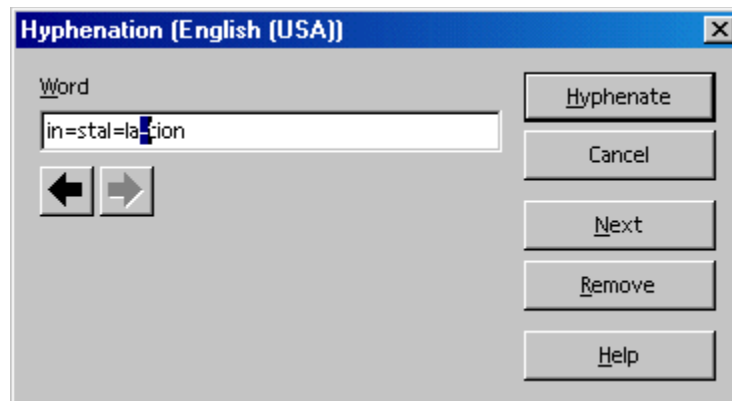 Hyphenation (English (USA))
Word
in=stal=la-tion
Hyphenate
Cancel
Next
Remove
Help